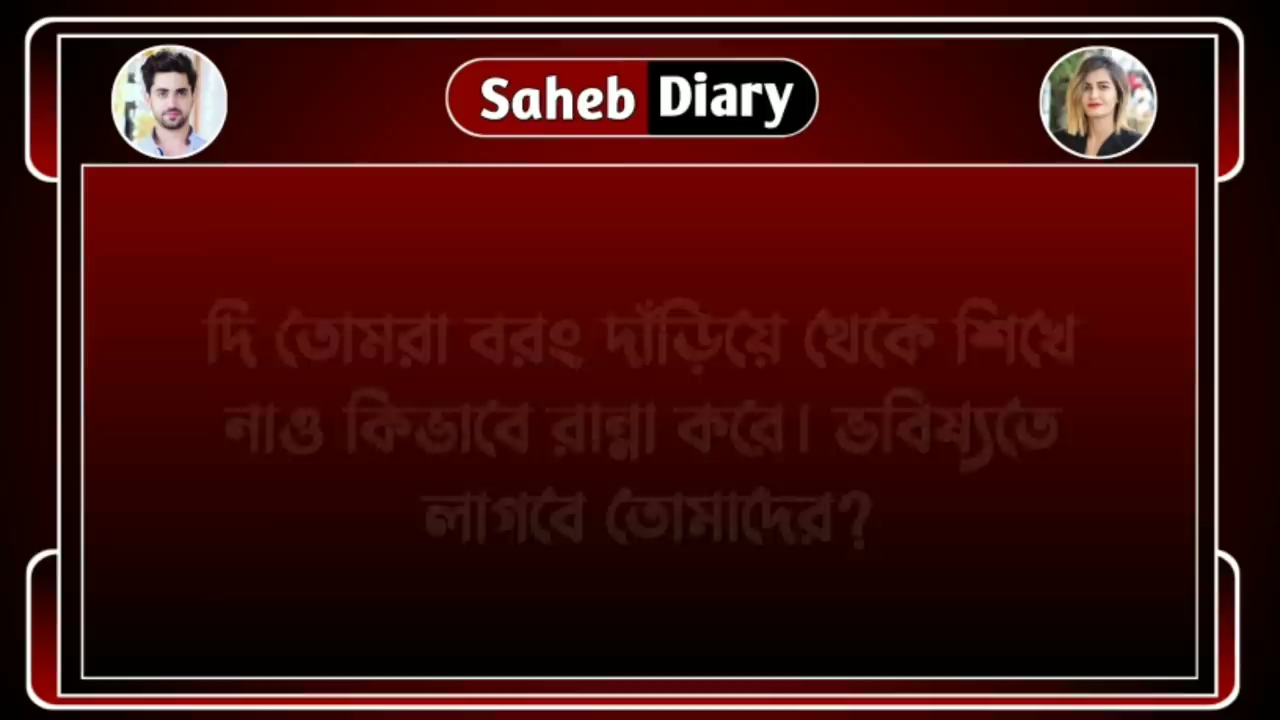 Saheb Diary
দি তোমরা বরং দাঁড়িয়ে থেকে শিখে
নাও কিভাবে রান্না করে। ভবিষ্যতে
লাগবে তোমাদের?